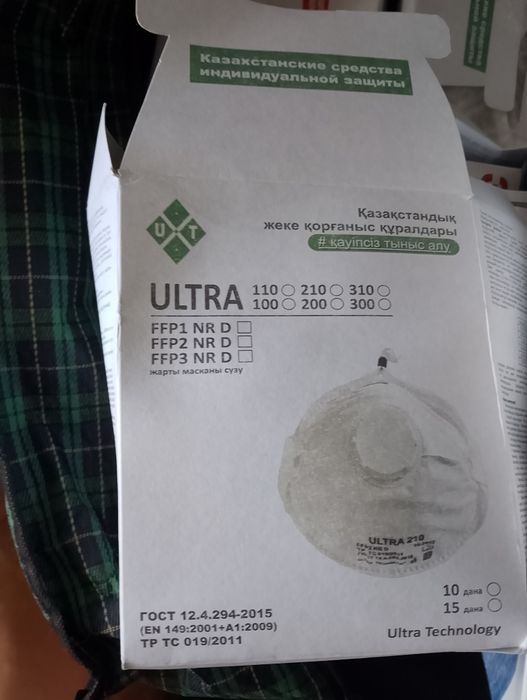 Казахстанские средства
индивидуальной защиты
UT
Қазақстандық
жеке қорғаныс құралдары
# қауіпсіз тыныс алу
ULTRA 110 210 310
100 200 300
FFP1 NR D
FFP2 NR D
FFP3 NR D
жарты масканы сүзу
ULTRA 210
10 дана
15 дана
ГОСТ 12.4.294-2015
(EN 149:2001+A1:2009)
ТР ТС 019/2011
Ultra Technology